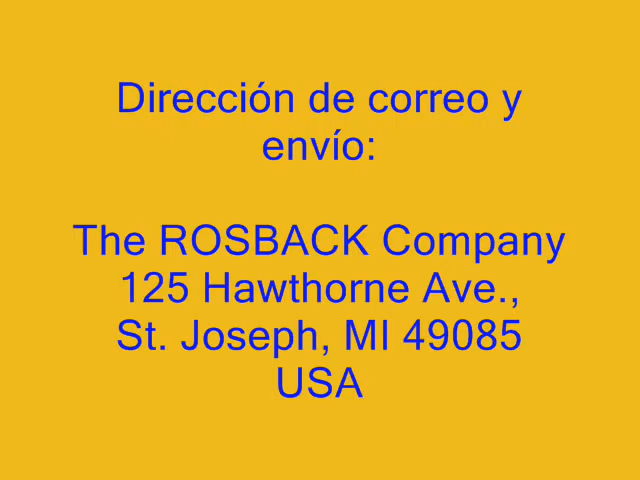 Dirección de correo y
envío:
The ROSBACK Company
125 Hawthorne Ave.,
St. Joseph, MI 49085
USA